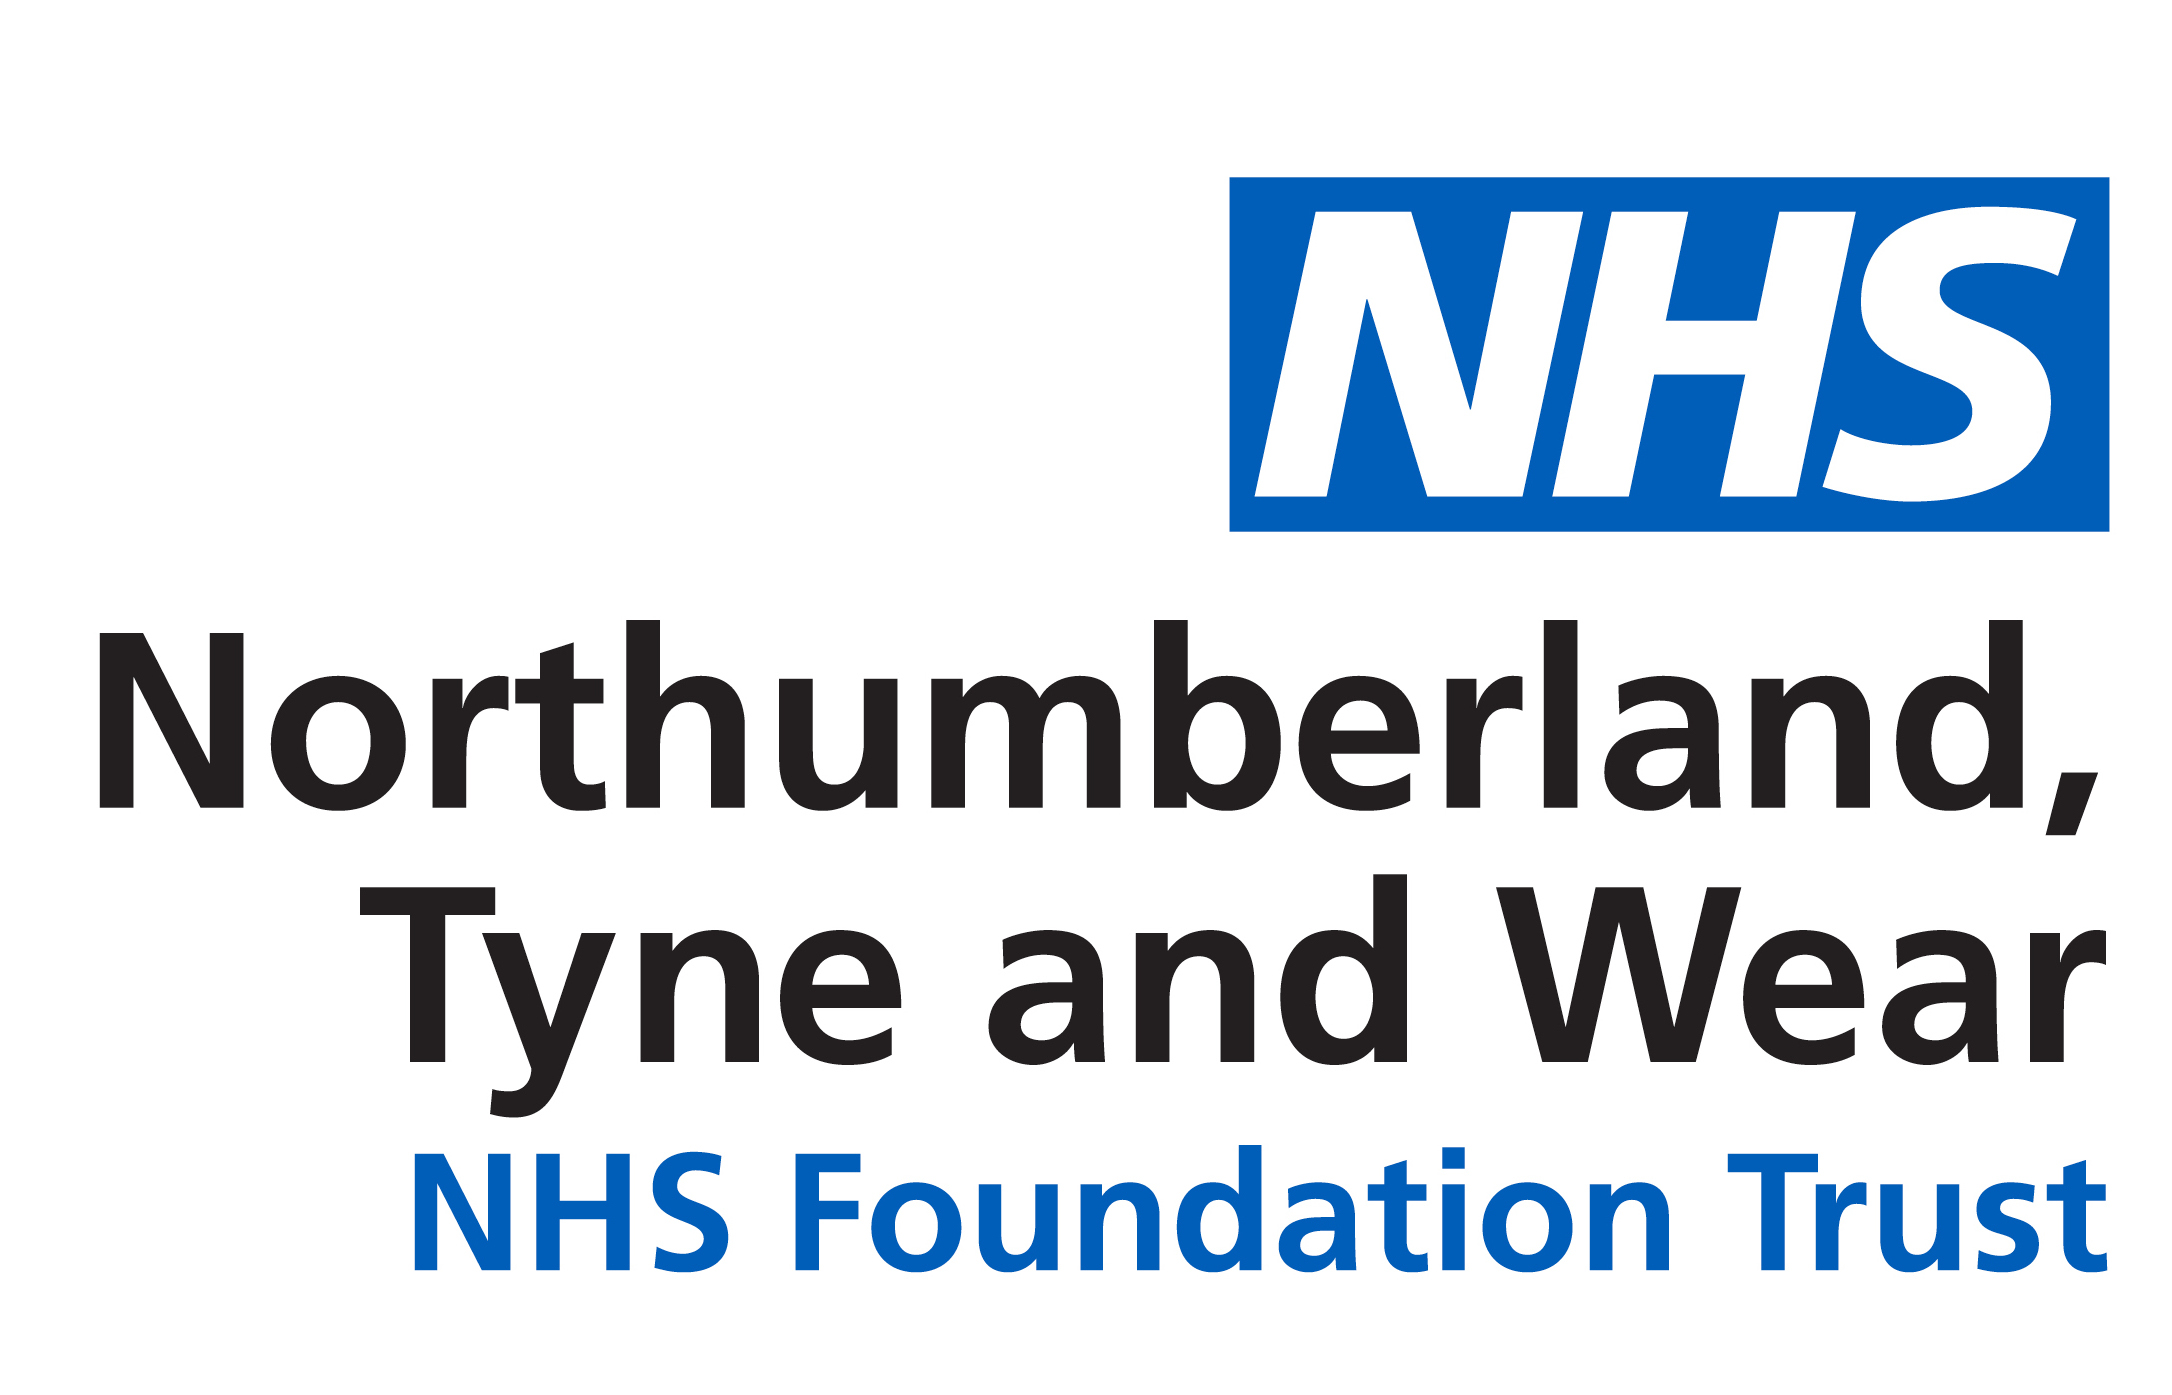 NHS
Northumberland,
Tyne and Wear
NHS Foundation Trust